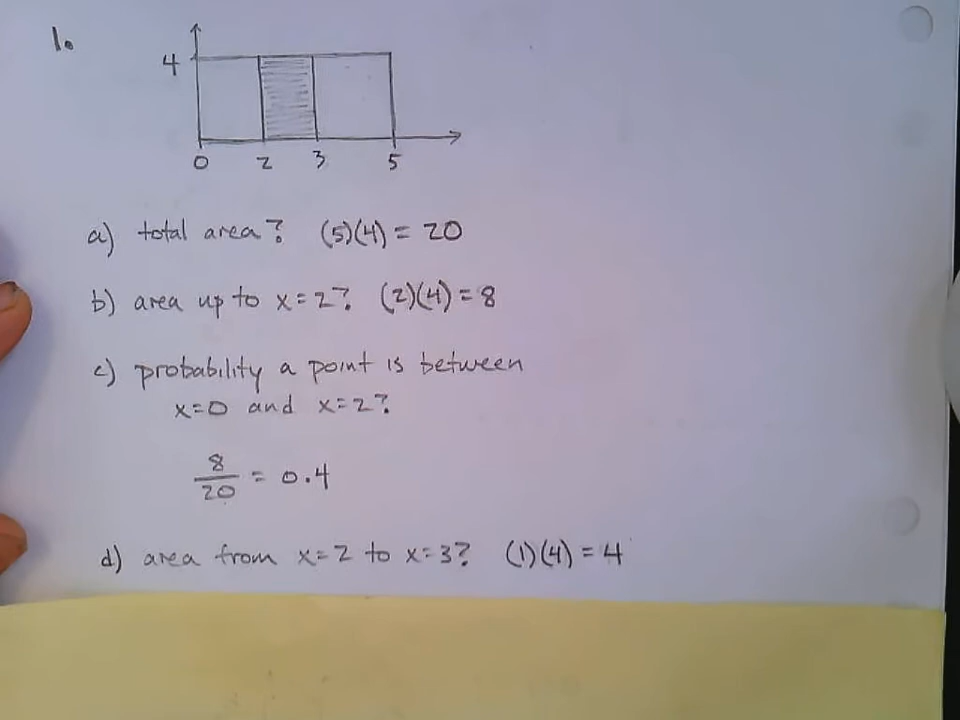 1.
4
0 2 3 5
a) total area? (5)(4) = 20
b) area up to x=2? (2)(4) = 8
c) probability a point is between
x=0 and x=2?
8/20 = 0.4
d) area from x=2 to x=3? (1)(4) = 4